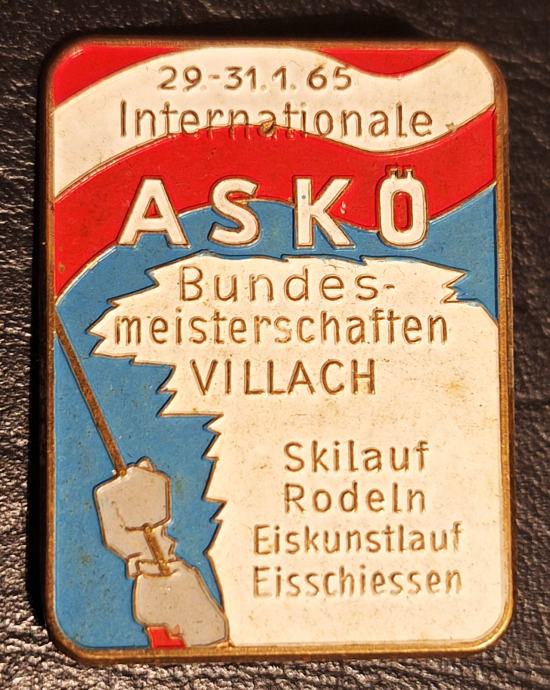 29.-31.1.65
Internationale
ASKÖ
Bundes-
meisterschaften
VILLACH
Skilauf
Rodeln
Eiskunstlauf
Eisschiessen